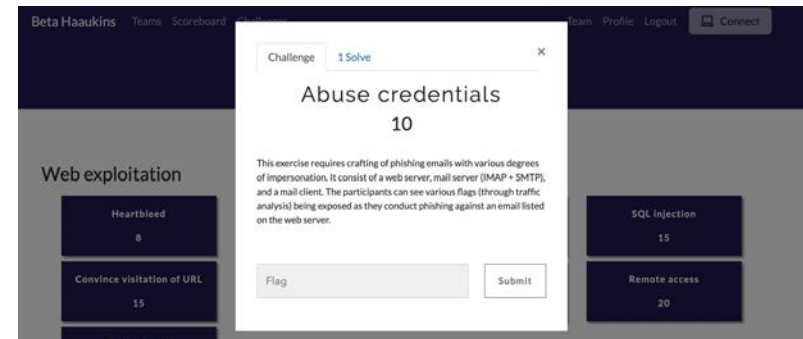 Beta Haaukins Teams Scoreboard Challenges Team Profile Logout Connect
Challenge 1 Solve ×
Abuse credentials
10
This exercise requires crafting of phishing emails with various degrees
of impersonation. It consist of a web server, mail server (IMAP + SMTP),
and a mail client. The participants can see various flags (through traffic
analysis) being exposed as they conduct phishing against an email listed
on the web server.
Flag Submit
Web exploitation
Heartbleed
8
SQL injection
15
Convince visitation of URL
15
Remote access
20